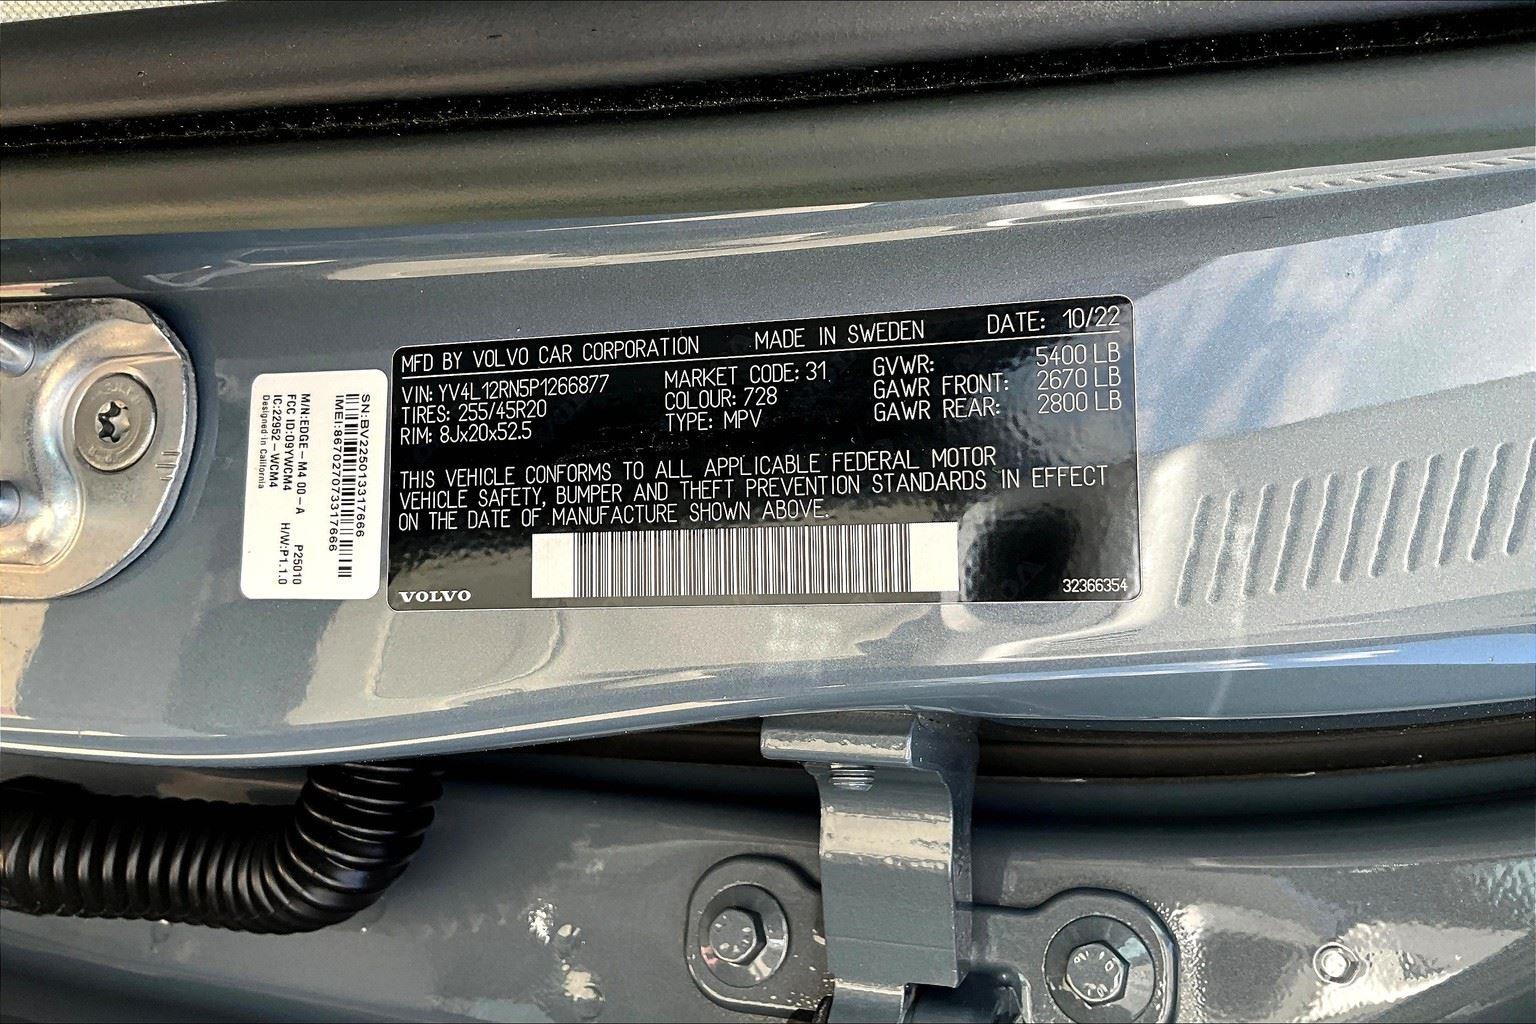 MFD BY VOLVO CAR CORPORATION MADE IN SWEDEN DATE: 10/22
VIN: YV4L12RN5P1266877 MARKET CODE: 31 GVWR: 5400 LB
TIRES: 255/45R20 COLOUR: 728 GAWR FRONT: 2670 LB
RIM: 8Jx20x52.5 TYPE: MPV GAWR REAR: 2800 LB
THIS VEHICLE CONFORMS TO ALL APPLICABLE FEDERAL MOTOR
VEHICLE SAFETY, BUMPER AND THEFT PREVENTION STANDARDS IN EFFECT
ON THE DATE OF MANUFACTURE SHOWN ABOVE.
VOLVO 32366354
SN:BV225013317666
IMEI:867027073317666
M/N:EDGE-M4 00-A P25010
FCC ID:O9YWCM4 H/W:P1.1.0
IC:22952-WCM4
Designed in California